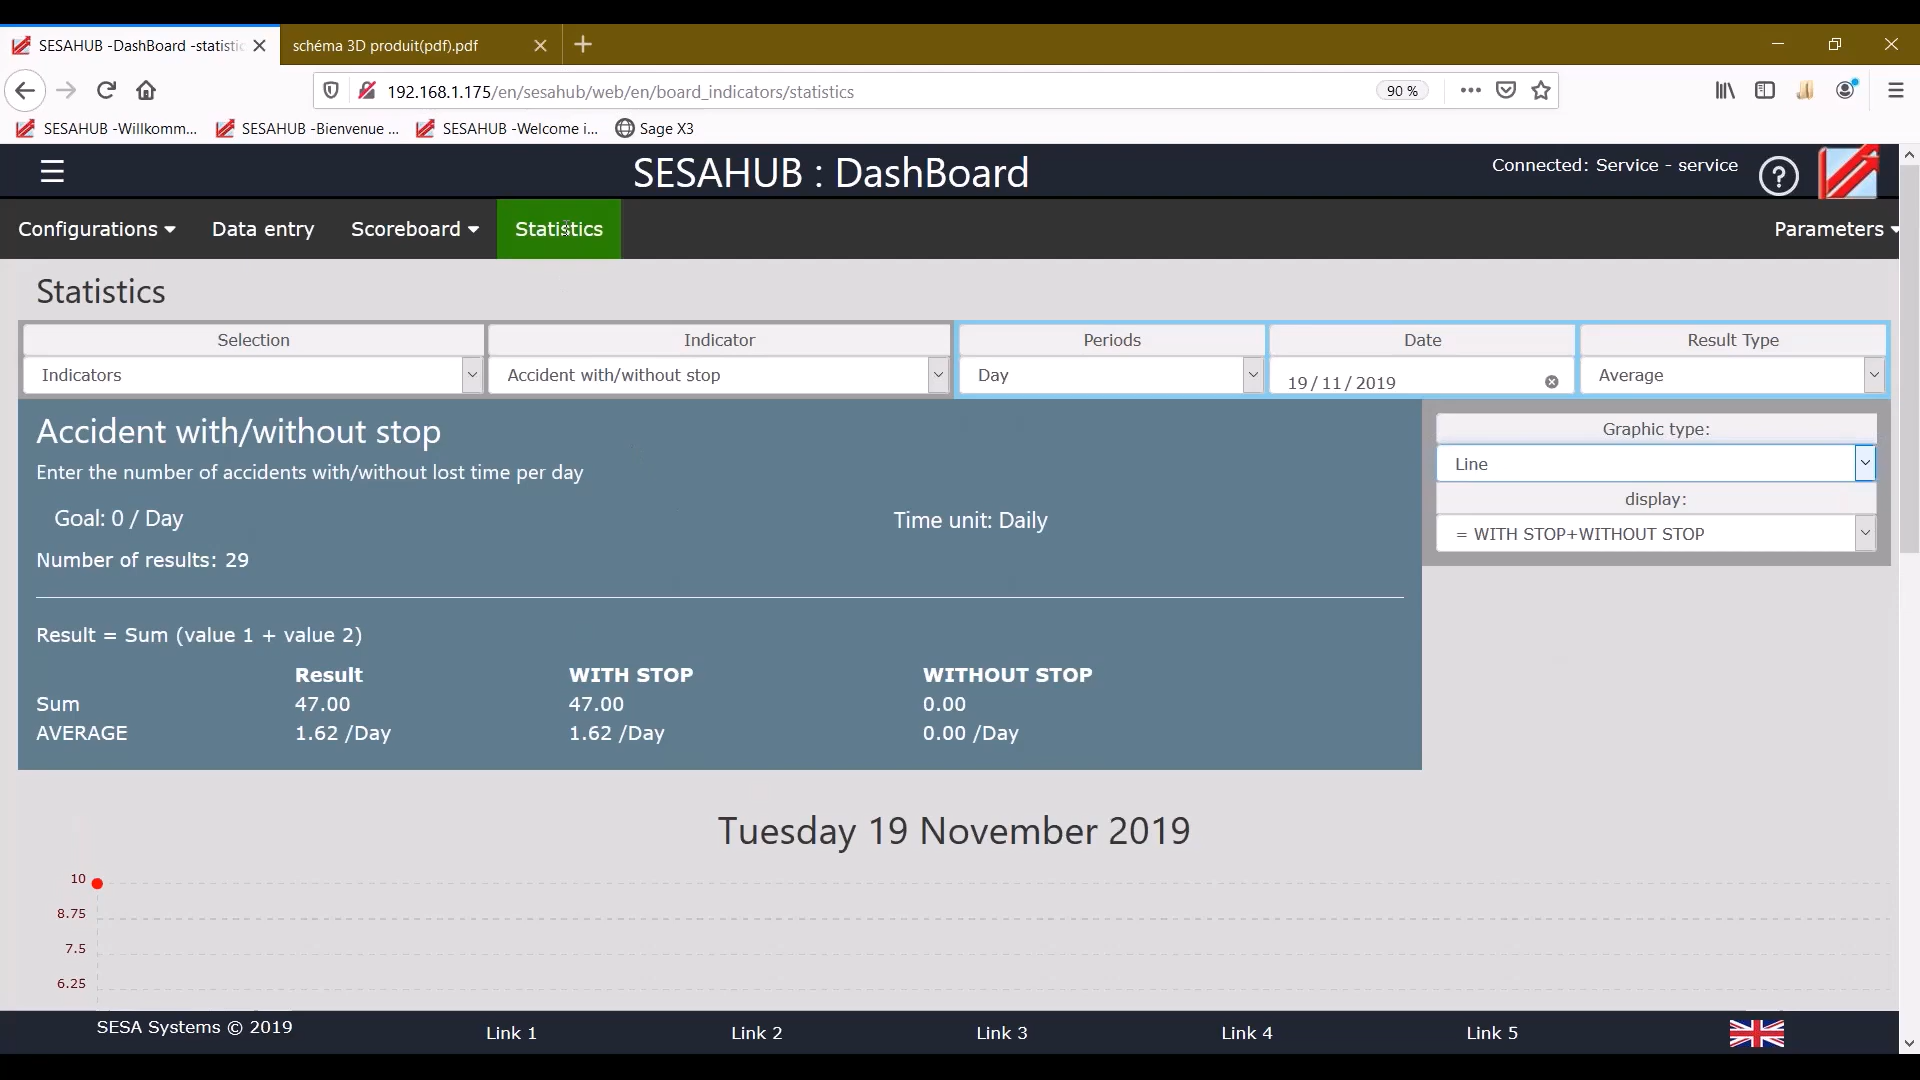 SESAHUB -DashBoard -statistic
schéma 3D produit(pdf).pdf
192.168.1.175/en/sesahub/web/en/board_indicators/statistics
90 %
SESAHUB -Willkomm...
SESAHUB -Bienvenue ...
SESAHUB -Welcome i...
Sage X3
SESAHUB : DashBoard
Connected: Service - service
?
Configurations
Data entry
Scoreboard
Statistics
Parameters
Statistics
Selection
Indicator
Periods
Date
Result Type
Indicators
Accident with/without stop
Day
19 / 11 / 2019
Average
Accident with/without stop
Enter the number of accidents with/without lost time per day
Goal: 0 / Day
Time unit: Daily
Number of results: 29
Graphic type:
Line
display:
= WITH STOP+WITHOUT STOP
Result = Sum (value 1 + value 2)
Result
WITH STOP
WITHOUT STOP
Sum
47.00
47.00
0.00
AVERAGE
1.62 /Day
1.62 /Day
0.00 /Day
Tuesday 19 November 2019
10
8.75
7.5
6.25
SESA Systems © 2019
Link 1
Link 2
Link 3
Link 4
Link 5